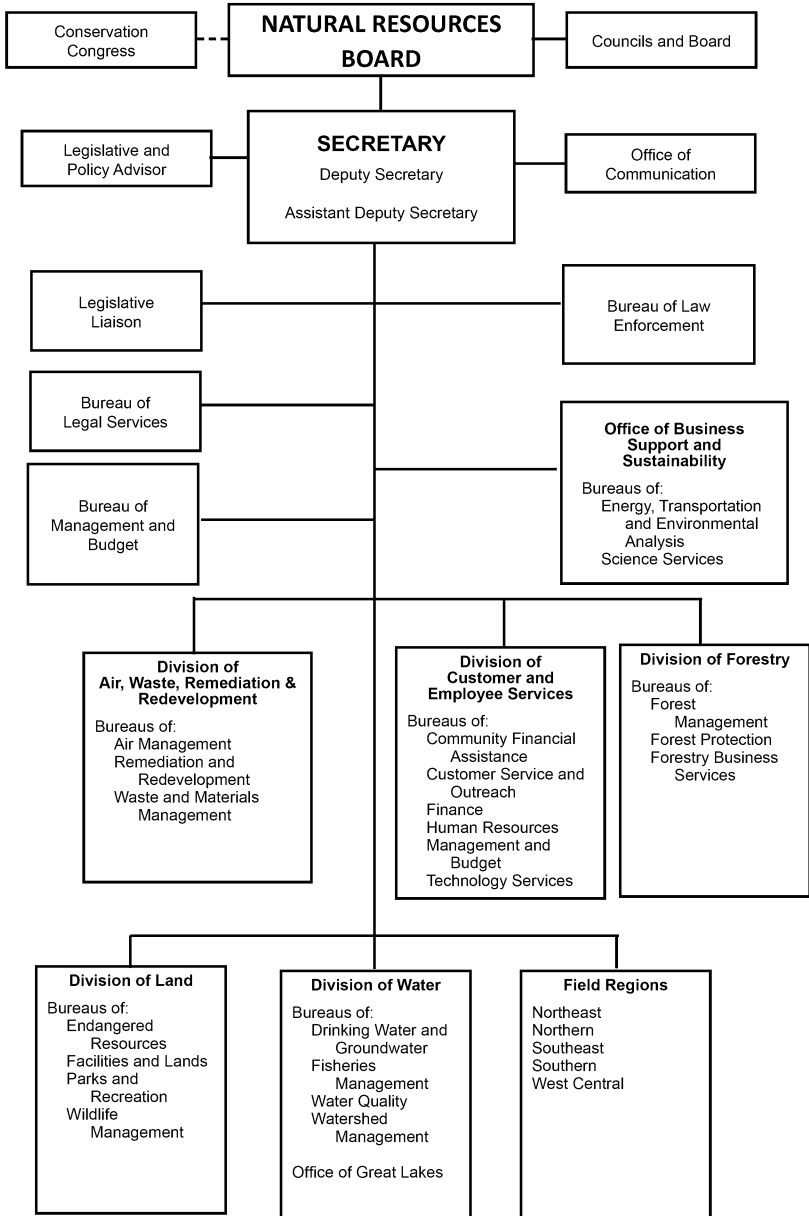 Conservation
Congress
NATURAL RESOURCES
BOARD
Councils and Board
Legislative and
Policy Advisor
SECRETARY
Deputy Secretary
Assistant Deputy Secretary
Office of
Communication
Legislative
Liaison
Bureau of Law
Enforcement
Bureau of
Legal Services
Office of Business
Support and
Sustainability
Bureaus of:
Energy, Transportation
and Environmental
Analysis
Science Services
Bureau of
Management and
Budget
Division of
Air, Waste, Remediation &
Redevelopment
Bureaus of:
Air Management
Remediation and
Redevelopment
Waste and Materials
Management
Division of
Customer and
Employee Services
Bureaus of:
Community Financial
Assistance
Customer Service and
Outreach
Finance
Human Resources
Management and
Budget
Technology Services
Division of Forestry
Bureaus of:
Forest
Management
Forest Protection
Forestry Business
Services
Division of Land
Bureaus of:
Endangered
Resources
Facilities and Lands
Parks and
Recreation
Wildlife
Management
Division of Water
Bureaus of:
Drinking Water and
Groundwater
Fisheries
Management
Water Quality
Watershed
Management
Office of Great Lakes
Field Regions
Northeast
Northern
Southeast
Southern
West Central